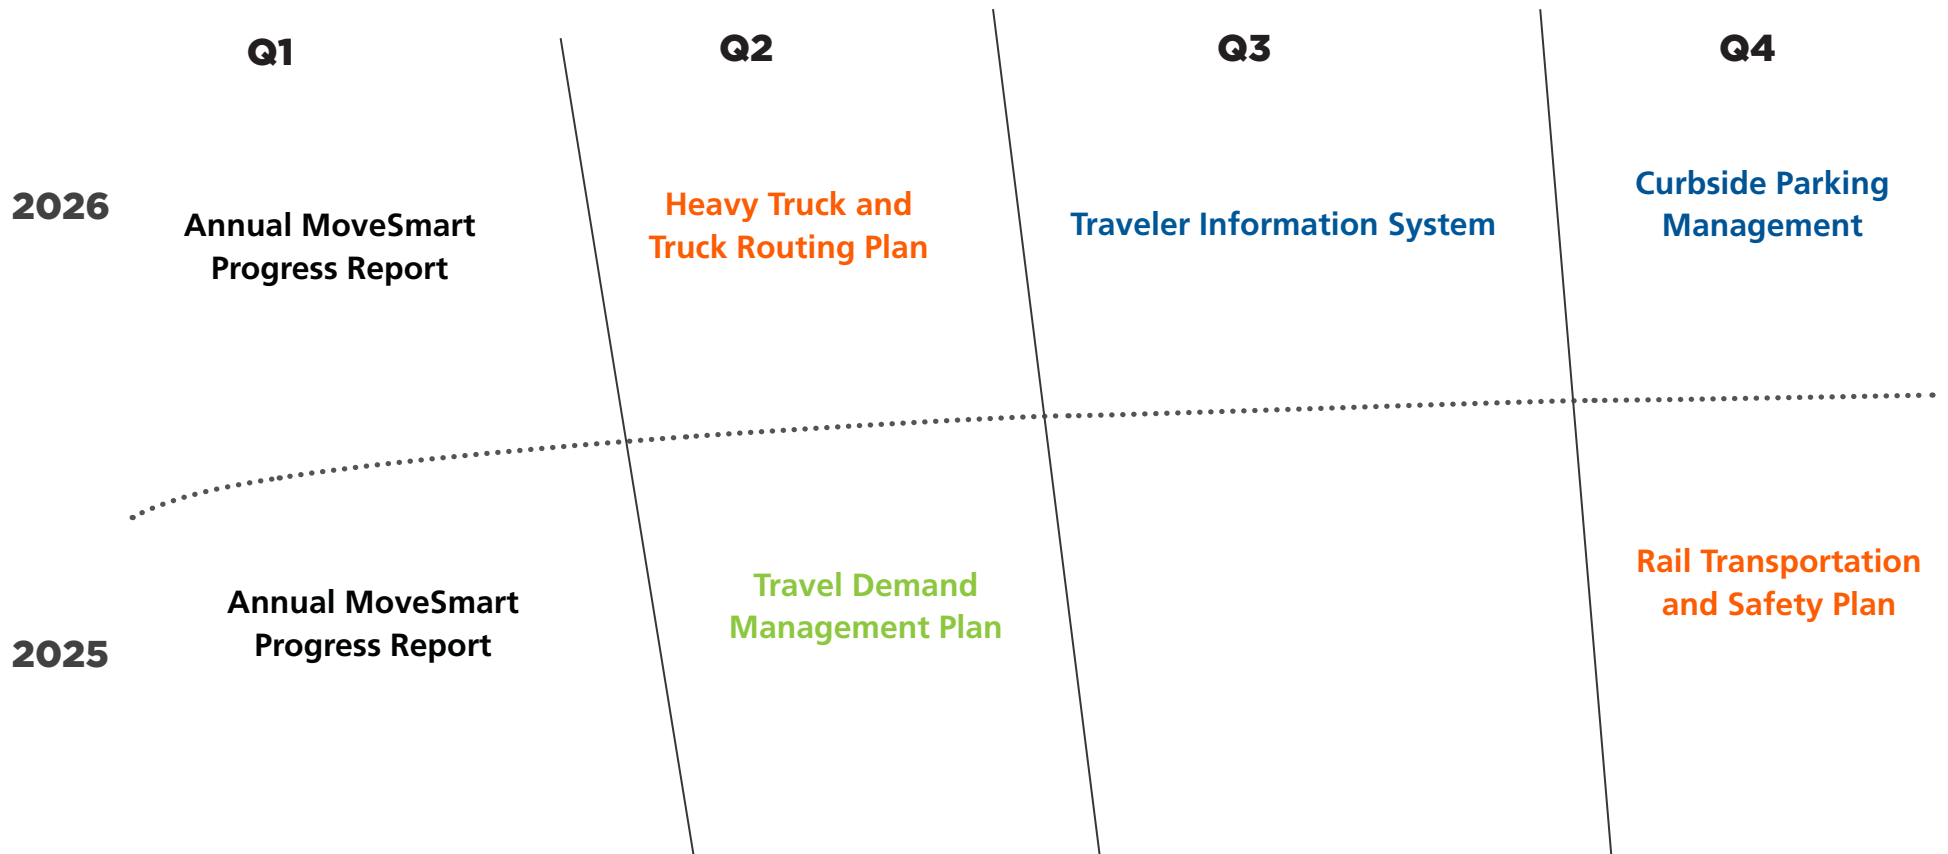 Q1
Q2
Q3
Q4
2026
Annual MoveSmart
Progress Report
Heavy Truck and
Truck Routing Plan
Traveler Information System
Curbside Parking
Management
2025
Annual MoveSmart
Progress Report
Travel Demand
Management Plan
Rail Transportation
and Safety Plan